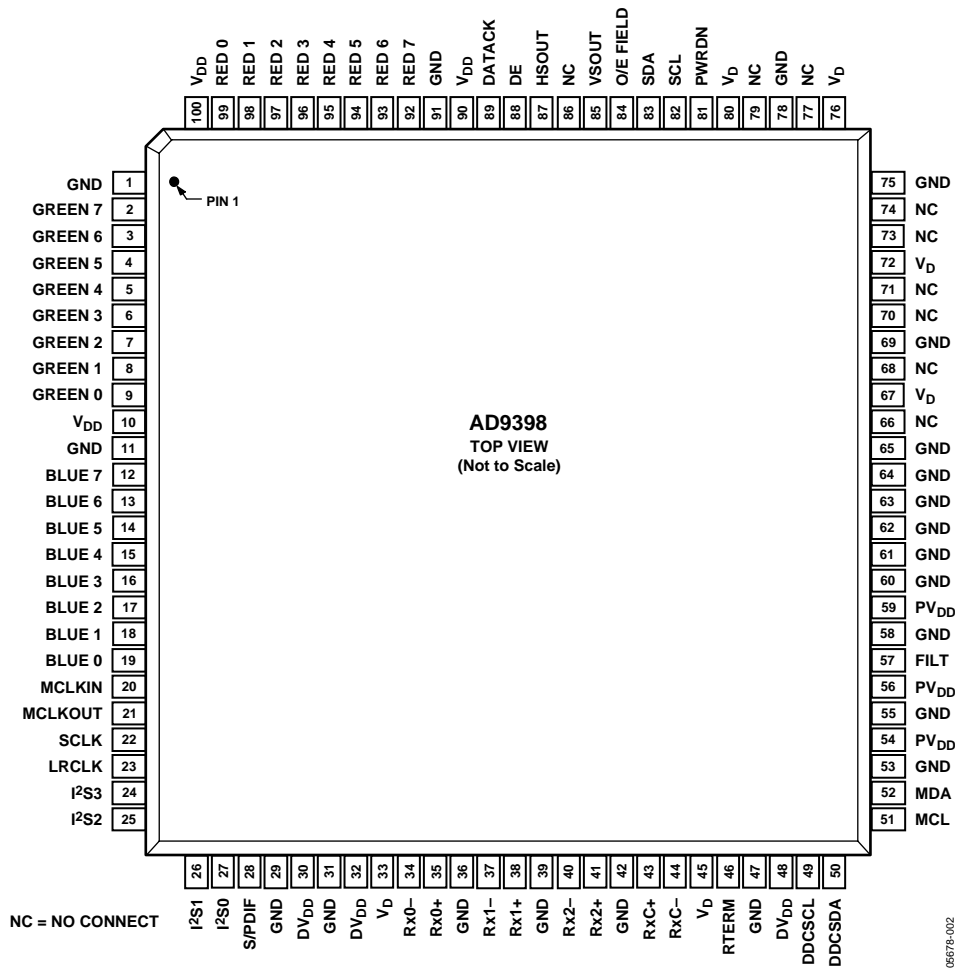 VDD RED 0 RED 1 RED 2 RED 3 RED 4 RED 5 RED 6 RED 7 GND VDD DATACK DE HSOUT NC VSOUT O/E FIELD SDA SCL PWRDN VD NC GND NC VD
100 99 98 97 96 95 94 93 92 91 90 89 88 87 86 85 84 83 82 81 80 79 78 77 76
GND 1
GREEN 7 2
GREEN 6 3
GREEN 5 4
GREEN 4 5
GREEN 3 6
GREEN 2 7
GREEN 1 8
GREEN 0 9
VDD 10
GND 11
BLUE 7 12
BLUE 6 13
BLUE 5 14
BLUE 4 15
BLUE 3 16
BLUE 2 17
BLUE 1 18
BLUE 0 19
MCLKIN 20
MCLKOUT 21
SCLK 22
LRCLK 23
I2S3 24
I2S2 25
PIN 1
AD9398
TOP VIEW
(Not to Scale)
75 GND
74 NC
73 NC
72 VD
71 NC
70 NC
69 GND
68 NC
67 VD
66 NC
65 GND
64 GND
63 GND
62 GND
61 GND
60 GND
59 PVDD
58 GND
57 FILT
56 PVDD
55 GND
54 PVDD
53 GND
52 MDA
51 MCL
26 27 28 29 30 31 32 33 34 35 36 37 38 39 40 41 42 43 44 45 46 47 48 49 50
I2S1 I2S0 S/PDIF GND DVDD GND DVDD VD Rx0– Rx0+ GND Rx1– Rx1+ GND Rx2– Rx2+ GND RxC+ RxC– VD RTERM GND DVDD DDCSCL DDCSDA
NC = NO CONNECT
05678-002